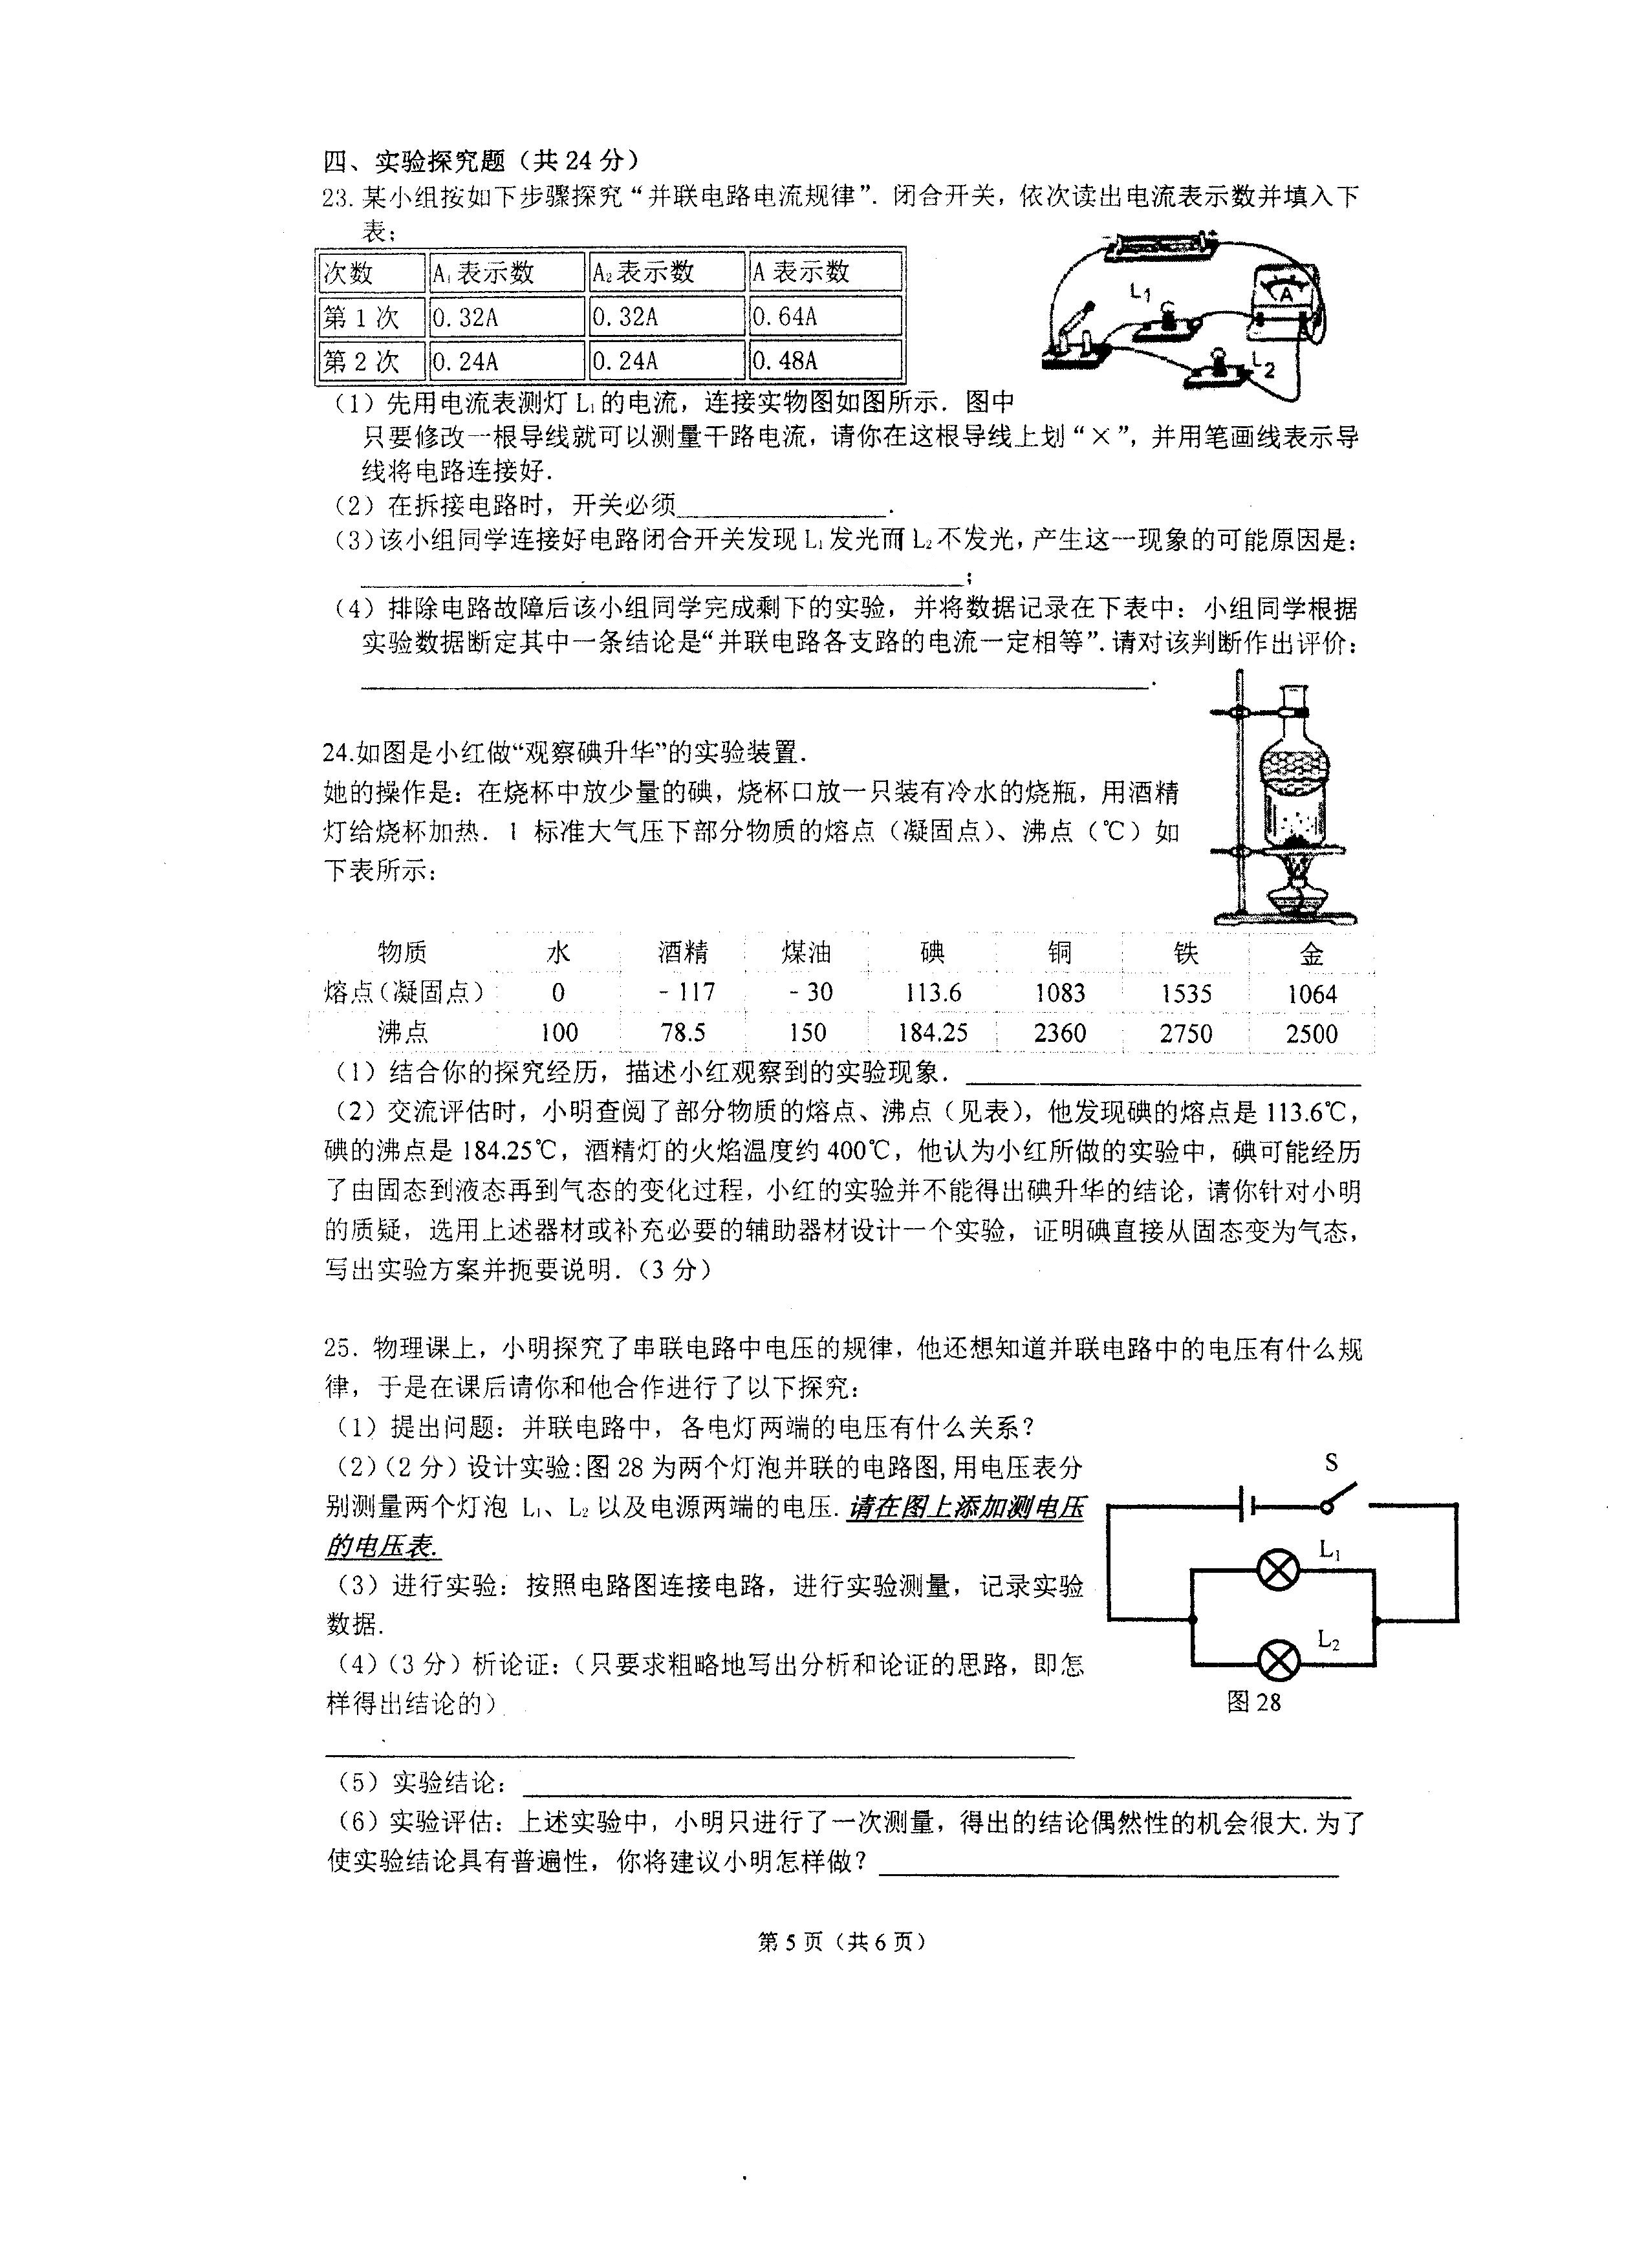 四、实验探究题（共24分）
23. 某小组按如下步骤探究“并联电路电流规律”．闭合开关，依次读出电流表示数并填入下
表；
次数 A₁表示数 A₂表示数 A 表示数
第 1 次 0.32A 0.32A 0.64A
第 2 次 0.24A 0.24A 0.48A
- +
L1
A
L2
（1）先用电流表测灯 L₁的电流，连接实物图如图所示．图中
只要修改一根导线就可以测量干路电流，请你在这根导线上划“×”，并用笔画线表示导
线将电路连接好．
（2）在拆接电路时，开关必须________．
（3）该小组同学连接好电路闭合开关发现 L₁发光而 L₂不发光，产生这一现象的可能原因是：
________；
（4）排除电路故障后该小组同学完成剩下的实验，并将数据记录在下表中：小组同学根据
实验数据断定其中一条结论是“并联电路各支路的电流一定相等”．请对该判断作出评价：
________．
24.如图是小红做“观察碘升华”的实验装置．
她的操作是：在烧杯中放少量的碘，烧杯口放一只装有冷水的烧瓶，用酒精
灯给烧杯加热．1 标准大气压下部分物质的熔点（凝固点）、沸点（℃）如
下表所示：
物质 水 酒精 煤油 碘 铜 铁 金
熔点（凝固点） 0 －117 －30 113.6 1083 1535 1064
沸点 100 78.5 150 184.25 2360 2750 2500
（1）结合你的探究经历，描述小红观察到的实验现象．________
（2）交流评估时，小明查阅了部分物质的熔点、沸点（见表），他发现碘的熔点是 113.6℃，
碘的沸点是 184.25℃，酒精灯的火焰温度约 400℃，他认为小红所做的实验中，碘可能经历
了由固态到液态再到气态的变化过程，小红的实验并不能得出碘升华的结论，请你针对小明
的质疑，选用上述器材或补充必要的辅助器材设计一个实验，证明碘直接从固态变为气态，
写出实验方案并扼要说明．（3 分）
25．物理课上，小明探究了串联电路中电压的规律，他还想知道并联电路中的电压有什么规
律，于是在课后请你和他合作进行了以下探究：
（1）提出问题：并联电路中，各电灯两端的电压有什么关系？
（2）（2 分）设计实验：图 28 为两个灯泡并联的电路图，用电压表分
别测量两个灯泡 L₁、L₂ 以及电源两端的电压．请在图上添加测电压
的电压表．
（3）进行实验：按照电路图连接电路，进行实验测量，记录实验
数据．
（4）（3 分）析论证：（只要求粗略地写出分析和论证的思路，即怎
样得出结论的）
________
S
L₁
L₂
图 28
（5）实验结论：________
（6）实验评估：上述实验中，小明只进行了一次测量，得出的结论偶然性的机会很大．为了
使实验结论具有普遍性，你将建议小明怎样做？________
第 5 页（共 6 页）